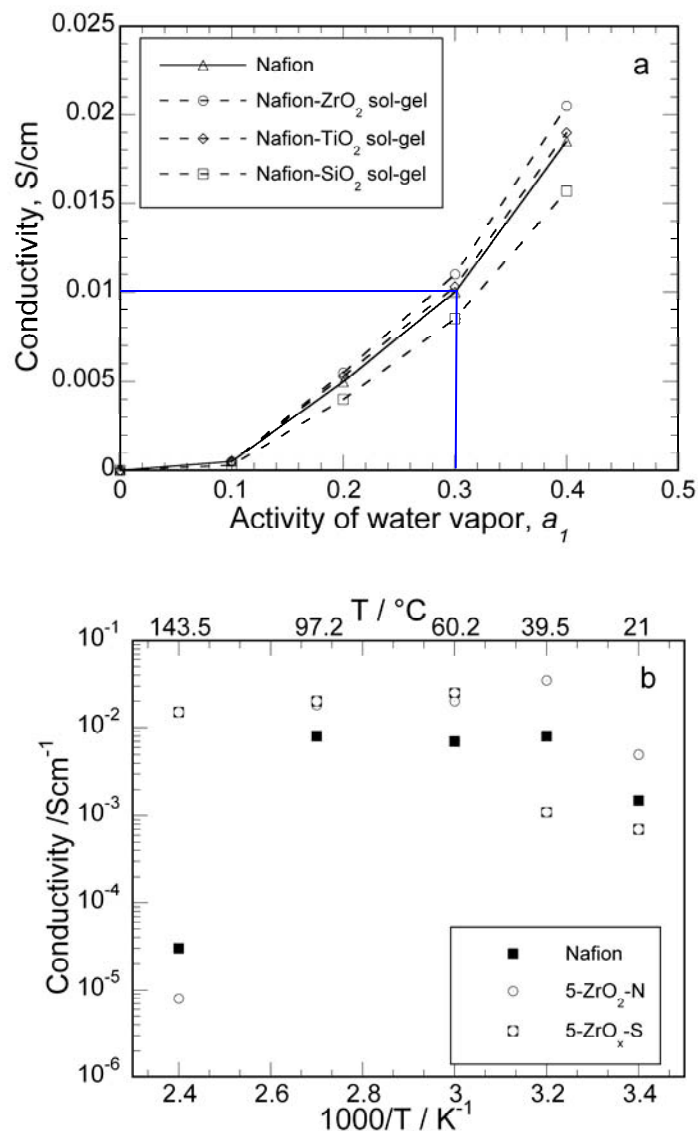 0.025
0.02
0.015
0.01
0.005
0
Conductivity, S/cm
a
Nafion
Nafion-ZrO₂ sol-gel
Nafion-TiO₂ sol-gel
Nafion-SiO₂ sol-gel
0 0.1 0.2 0.3 0.4 0.5
Activity of water vapor, a₁
T / °C
143.5 97.2 60.2 39.5 21
10⁻¹
10⁻²
10⁻³
10⁻⁴
10⁻⁵
10⁻⁶
Conductivity /Scm⁻¹
b
Nafion
5-ZrO₂-N
5-ZrOₓ-S
2.4 2.6 2.8 3 3.2 3.4
1000/T / K⁻¹